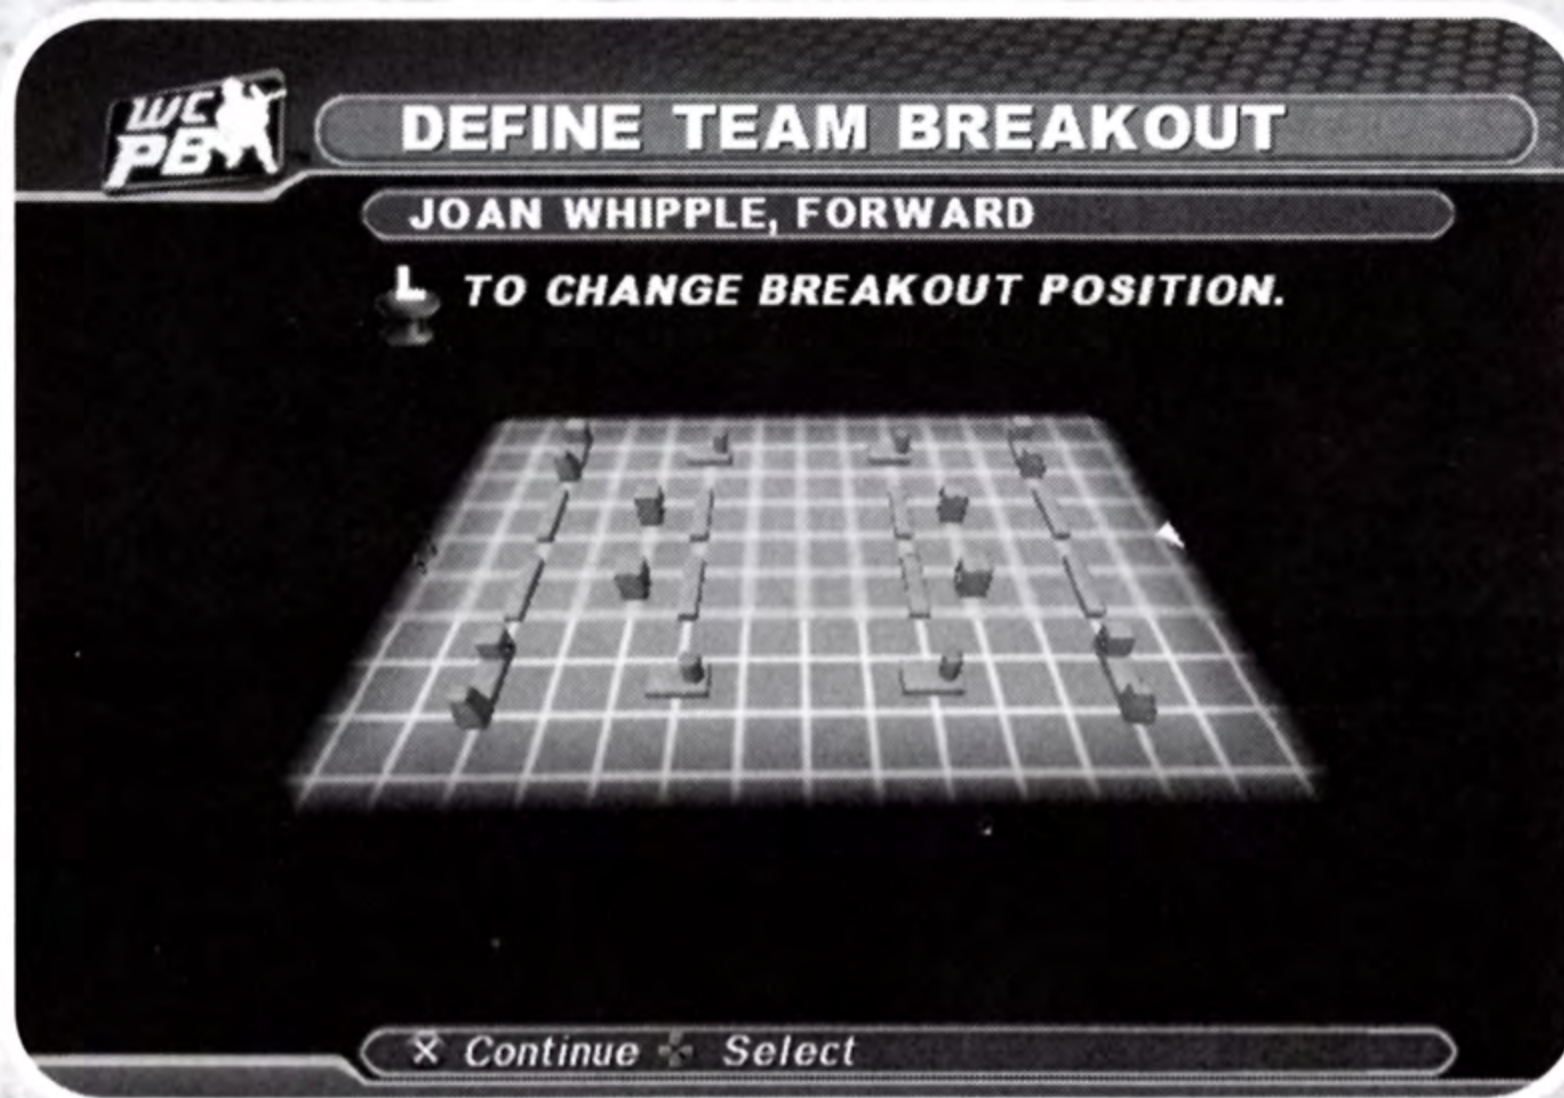 WC
PB
DEFINE TEAM BREAKOUT
JOAN WHIPPLE, FORWARD
L TO CHANGE BREAKOUT POSITION.
X Continue Select